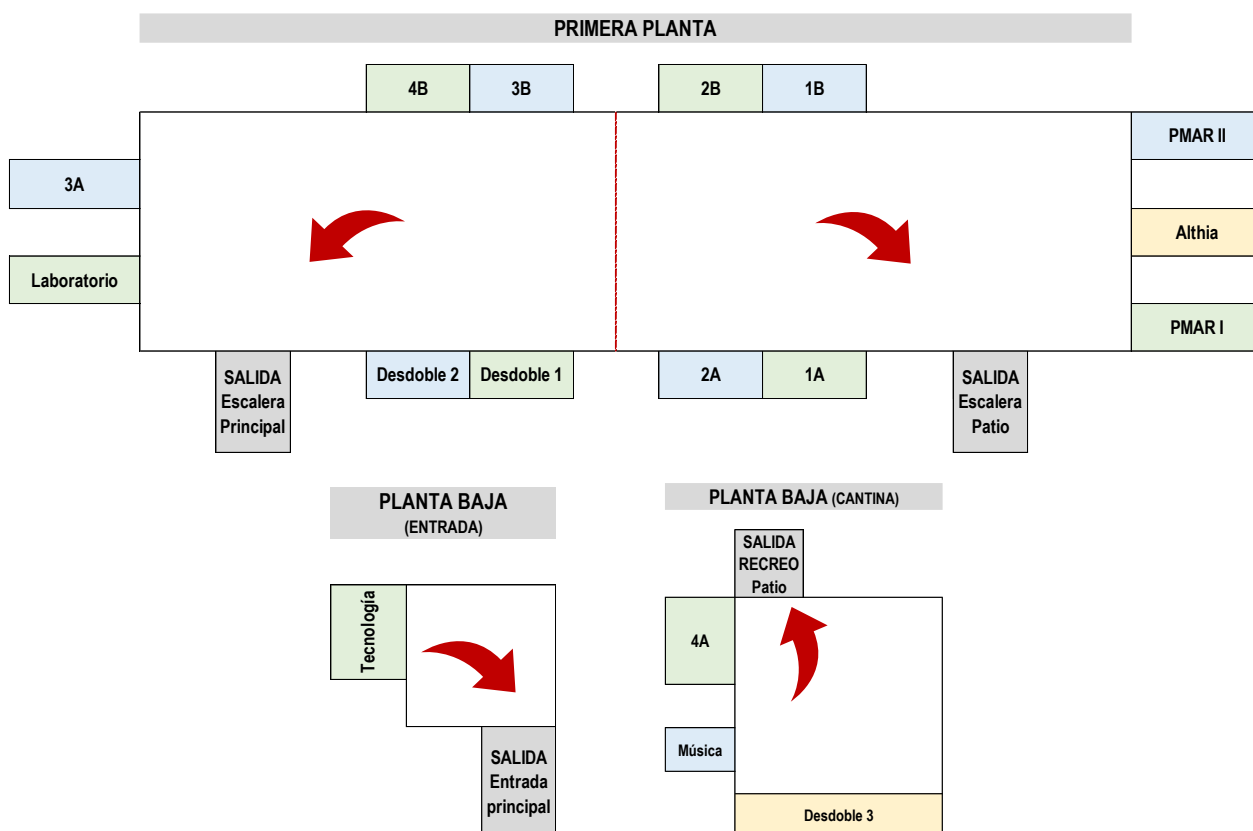 PRIMERA PLANTA
4B
3B
2B
1B
PMAR II
3A
Althia
Laboratorio
PMAR I
SALIDA
Escalera
Principal
Desdoble 2
Desdoble 1
2A
1A
SALIDA
Escalera
Patio
PLANTA BAJA
(ENTRADA)
Tecnología
SALIDA
Entrada
principal
PLANTA BAJA (CANTINA)
SALIDA
RECREO
Patio
4A
Música
Desdoble 3